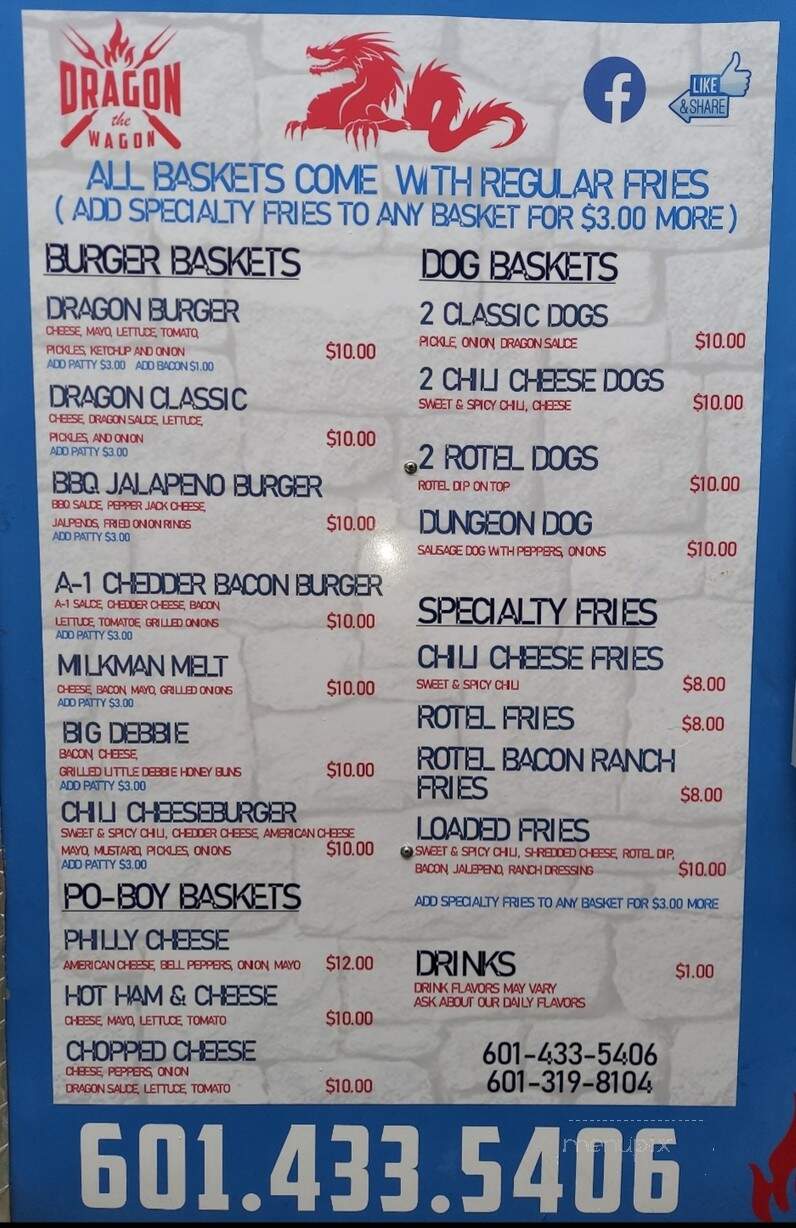 DRAGON
the
WAGON
f
LIKE
& SHARE
ALL BASKETS COME WITH REGULAR FRIES
( ADD SPECIALTY FRIES TO ANY BASKET FOR $3.00 MORE )
BURGER BASKETS
DRAGON BURGER
CHEESE, MAYO, LETTUCE, TOMATO,
PICKLES, KETCHUP AND ONION $10.00
ADD PATTY $3.00 ADD BACON $1.00
DRAGON CLASSIC
CHEESE, DRAGON SAUCE, LETTUCE,
PICKLES, AND ONION $10.00
ADD PATTY $3.00
BBQ JALAPENO BURGER
BBQ SAUCE, PEPPER JACK CHEESE,
JALPENOS, FRIED ONION RINGS $10.00
ADD PATTY $3.00
A-1 CHEDDER BACON BURGER
A-1 SAUCE, CHEDDER CHEESE, BACON,
LETTUCE, TOMATOE, GRILLED ONIONS $10.00
ADD PATTY $3.00
MILKMAN MELT
CHEESE, BACON, MAYO, GRILLED ONIONS $10.00
ADD PATTY $3.00
BIG DEBBIE
BACON, CHEESE,
GRILLED LITTLE DEBBIE HONEY BUNS $10.00
ADD PATTY $3.00
CHILI CHEESEBURGER
SWEET & SPICY CHILI, CHEDDER CHEESE, AMERICAN CHEESE
MAYO, MUSTARD, PICKLES, ONIONS $10.00
ADD PATTY $3.00
PO-BOY BASKETS
PHILLY CHEESE
AMERICAN CHEESE, BELL PEPPERS, ONION, MAYO $12.00
HOT HAM & CHEESE
CHEESE, MAYO, LETTUCE, TOMATO $10.00
CHOPPED CHEESE
CHEESE, PEPPERS, ONION
DRAGON SAUCE, LETTUCE, TOMATO $10.00
DOG BASKETS
2 CLASSIC DOGS
PICKLE, ONION, DRAGON SAUCE $10.00
2 CHILI CHEESE DOGS
SWEET & SPICY CHILI, CHEESE $10.00
2 ROTEL DOGS
ROTEL DIP ON TOP $10.00
DUNGEON DOG
SAUSAGE DOG WITH PEPPERS, ONIONS $10.00
SPECIALTY FRIES
CHILI CHEESE FRIES
SWEET & SPICY CHILI $8.00
ROTEL FRIES $8.00
ROTEL BACON RANCH
FRIES $8.00
LOADED FRIES
SWEET & SPICY CHILI, SHREDDED CHEESE, ROTEL DIP,
BACON, JALEPENO, RANCH DRESSING $10.00
ADD SPECIALTY FRIES TO ANY BASKET FOR $3.00 MORE
DRINKS $1.00
DRINK FLAVORS MAY VARY
ASK ABOUT OUR DAILY FLAVORS
601-433-5406
601-319-8104
menupix
601.433.5406